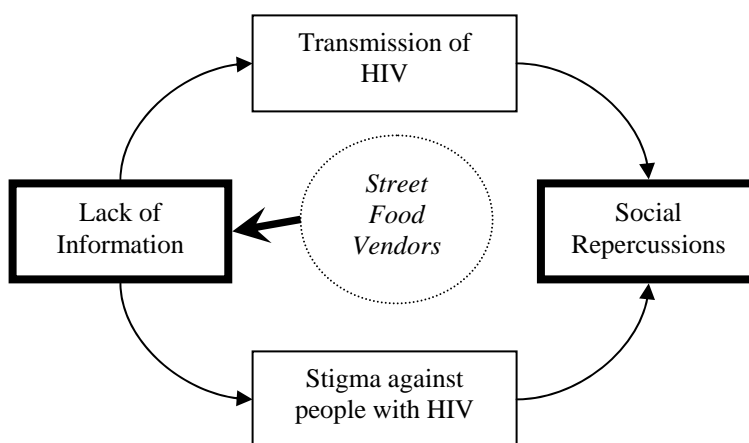 Transmission of
HIV
Lack of
Information
Street
Food
Vendors
Social
Repercussions
Stigma against
people with HIV